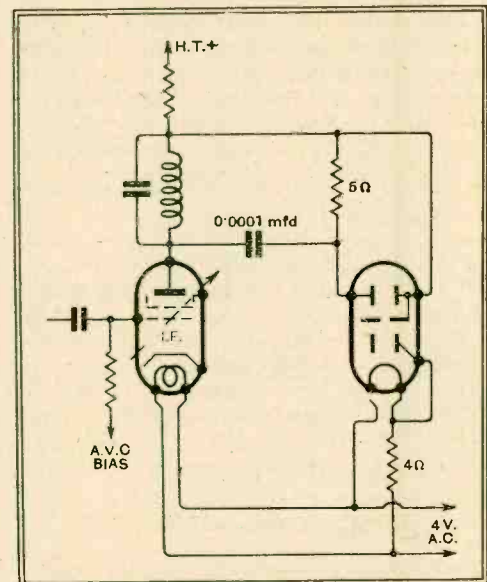 H.T.+
5Ω
0·0001 mfd
I.F.
A.V.C
BIAS
4Ω
4 V.
A.C.